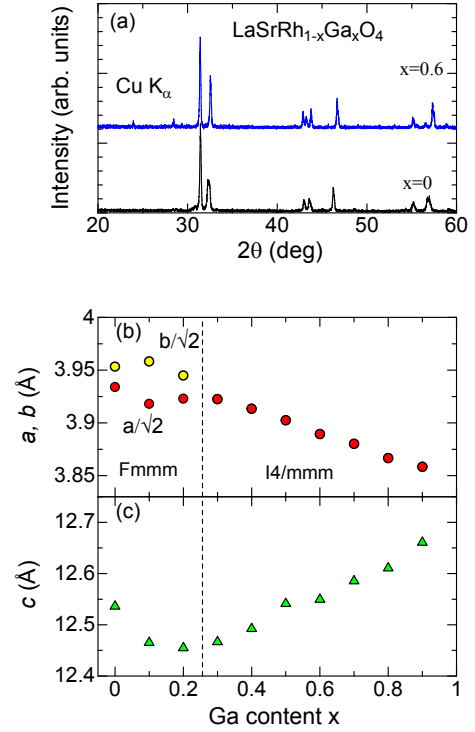 (a)
LaSrRh1-xGaxO4
Cu Kα
x=0.6
x=0
Intensity (arb. units)
20 30 40 50 60
2θ (deg)
(b)
b/√2
a/√2
Fmmm
I4/mmm
a, b (Å)
4
3.95
3.9
3.85
(c)
c (Å)
12.7
12.6
12.5
12.4
0 0.2 0.4 0.6 0.8 1
Ga content x